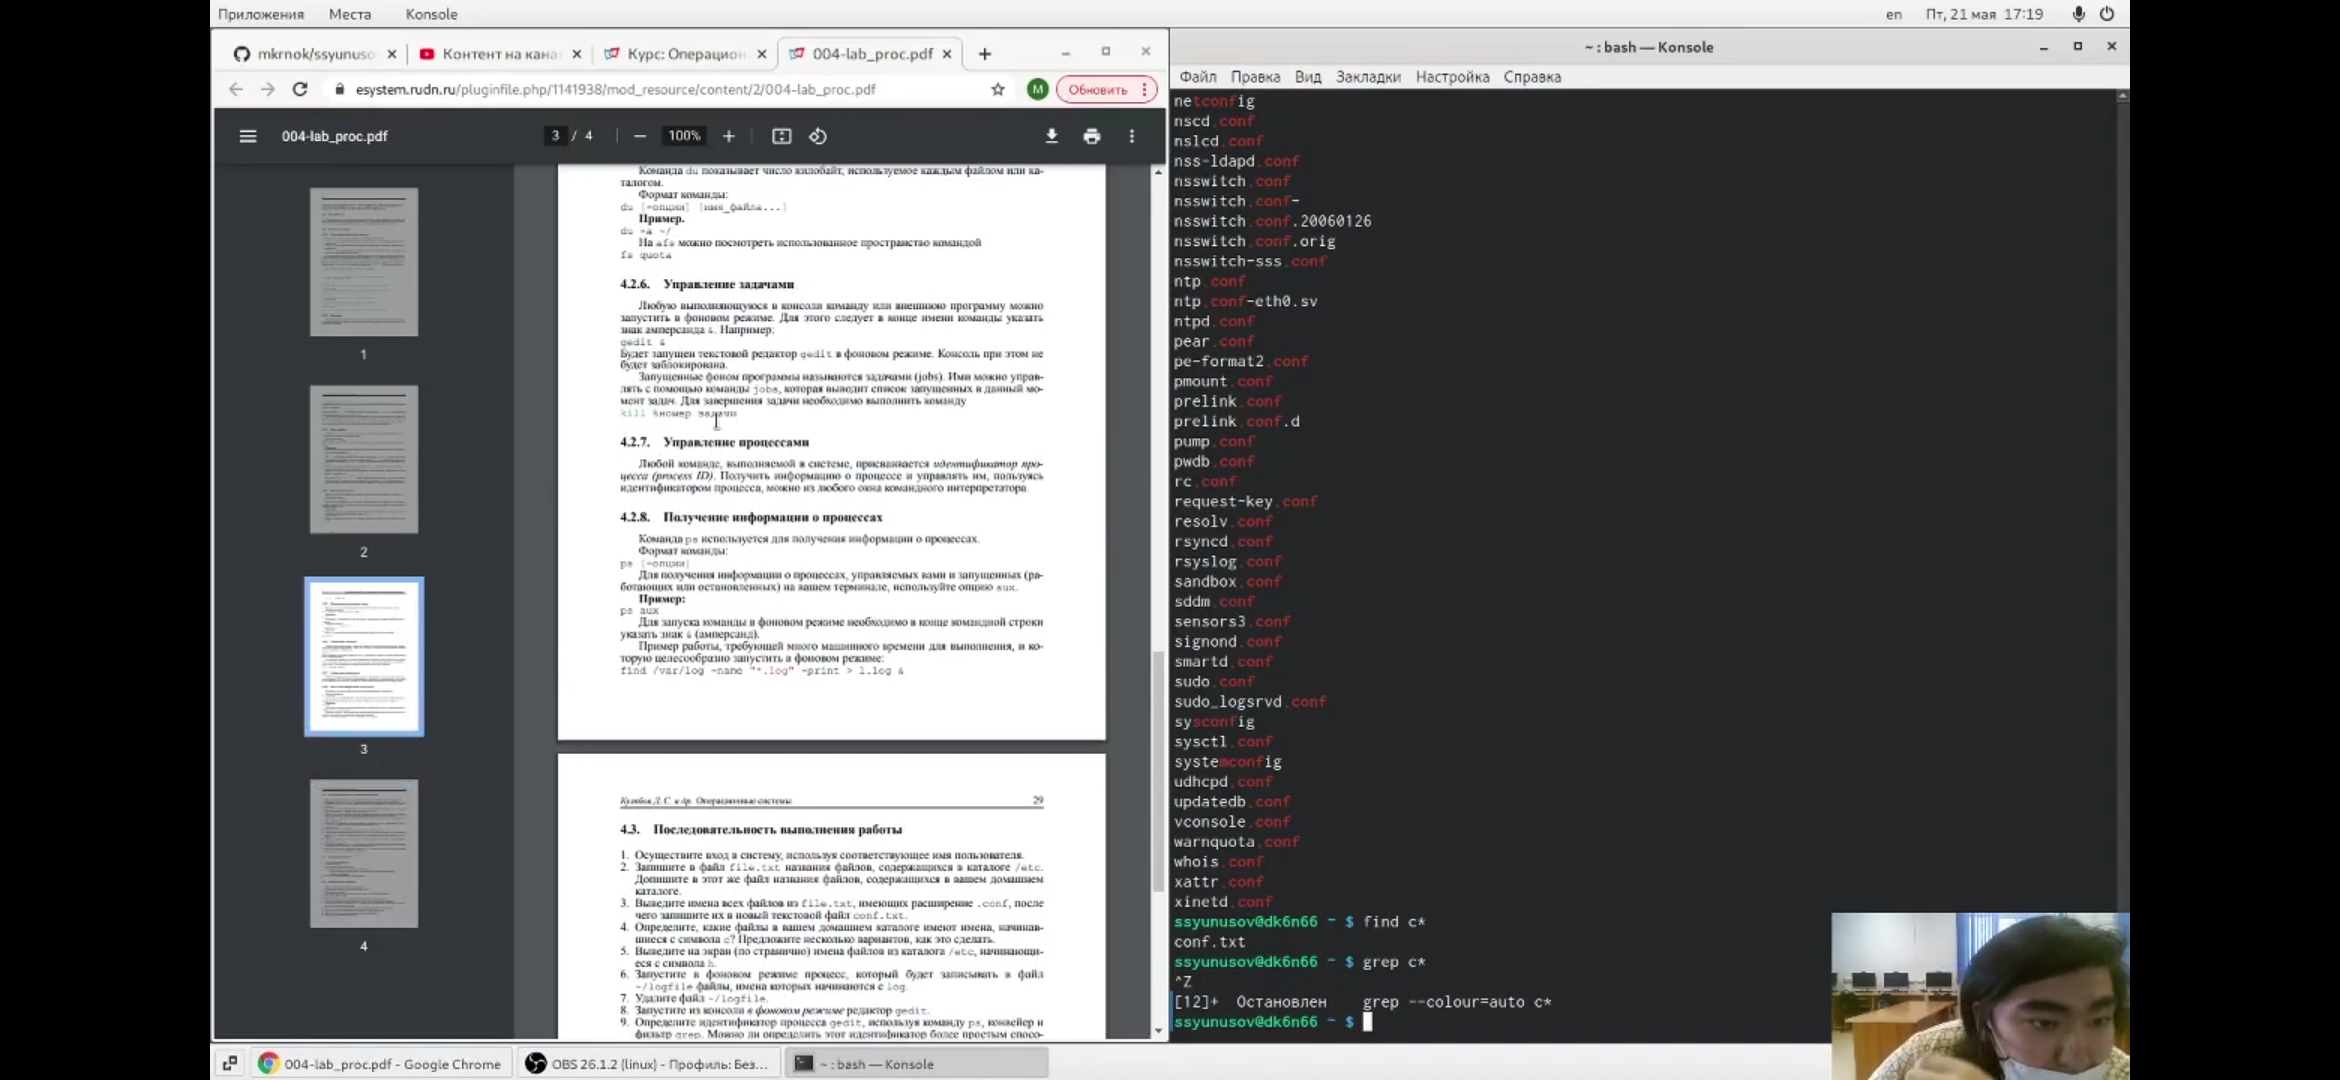 Приложения Места Konsole en Пт, 21 мая 17:19
mkrnok/ssyunuso Контент на кана Курс: Операцион 004-lab_proc.pdf
esystem.rudn.ru/pluginfile.php/1141938/mod_resource/content/2/004-lab_proc.pdf M Обновить
004-lab_proc.pdf 3 / 4 100%
1
2
3
4
Команда du показывает число килобайт, используемое каждым файлом или ка-
талогом.
Формат команды:
du [-опции] [имя_файла...]
Пример.
du -a ~/
На afs можно посмотреть использованное пространство командой
fs quota
4.2.6. Управление задачами
Любую выполняющуюся в консоли команду или внешнюю программу можно
запустить в фоновом режиме. Для этого следует в конце имени команды указать
знак амперсанда &. Например:
gedit &
Будет запущен текстовой редактор gedit в фоновом режиме. Консоль при этом не
будет заблокирована.
Запущенные фоном программы называются задачами (jobs). Ими можно управ-
лять с помощью команды jobs, которая выводит список запущенных в данный мо-
мент задач. Для завершения задачи необходимо выполнить команду
kill %номер задачи
4.2.7. Управление процессами
Любой команде, выполняемой в системе, присваивается идентификатор про-
цесса (process ID). Получить информацию о процессе и управлять им, пользуясь
идентификатором процесса, можно из любого окна командного интерпретатора.
4.2.8. Получение информации о процессах
Команда ps используется для получения информации о процессах.
Формат команды:
ps [-опции]
Для получения информации о процессах, управляемых вами и запущенных (ра-
ботающих или остановленных) на вашем терминале, используйте опцию aux.
Пример:
ps aux
Для запуска команды в фоновом режиме необходимо в конце командной строки
указать знак & (амперсанд).
Пример работы, требующей много машинного времени для выполнения, и ко-
торую целесообразно запустить в фоновом режиме:
find /var/log -name "*.log" -print > l.log &
Кулябов Д. С. и др. Операционные системы 29
4.3. Последовательность выполнения работы
1. Осуществите вход в систему, используя соответствующее имя пользователя.
2. Запишите в файл file.txt названия файлов, содержащихся в каталоге /etc.
Допишите в этот же файл названия файлов, содержащихся в вашем домашнем
каталоге.
3. Выведите имена всех файлов из file.txt, имеющих расширение .conf, после
чего запишите их в новый текстовой файл conf.txt.
4. Определите, какие файлы в вашем домашнем каталоге имеют имена, начинав-
шиеся с символа c? Предложите несколько вариантов, как это сделать.
5. Выведите на экран (по странично) имена файлов из каталога /etc, начинающи-
еся с символа h.
6. Запустите в фоновом режиме процесс, который будет записывать в файл
~/logfile файлы, имена которых начинаются с log.
7. Удалите файл ~/logfile.
8. Запустите из консоли в фоновом режиме редактор gedit.
9. Определите идентификатор процесса gedit, используя команду ps, конвейер и
фильтр grep. Можно ли определить этот идентификатор более простым спосо-
~ : bash — Konsole
Файл Правка Вид Закладки Настройка Справка
netconfig
nscd.conf
nslcd.conf
nss-ldapd.conf
nsswitch.conf
nsswitch.conf-
nsswitch.conf.20060126
nsswitch.conf.orig
nsswitch-sss.conf
ntp.conf
ntp.conf-eth0.sv
ntpd.conf
pear.conf
pe-format2.conf
pmount.conf
prelink.conf
prelink.conf.d
pump.conf
pwdb.conf
rc.conf
request-key.conf
resolv.conf
rsyncd.conf
rsyslog.conf
sandbox.conf
sddm.conf
sensors3.conf
signond.conf
smartd.conf
sudo.conf
sudo_logsrvd.conf
sysconfig
sysctl.conf
systemconfig
udhcpd.conf
updatedb.conf
vconsole.conf
warnquota.conf
whois.conf
xattr.conf
xinetd.conf
ssyunusov@dk6n66 ~ $ find c*
conf.txt
ssyunusov@dk6n66 ~ $ grep c*
^Z
[12]+ Остановлен grep --colour=auto c*
ssyunusov@dk6n66 ~ $
004-lab_proc.pdf - Google Chrome OBS 26.1.2 (linux) - Профиль: Без... ~ : bash — Konsole